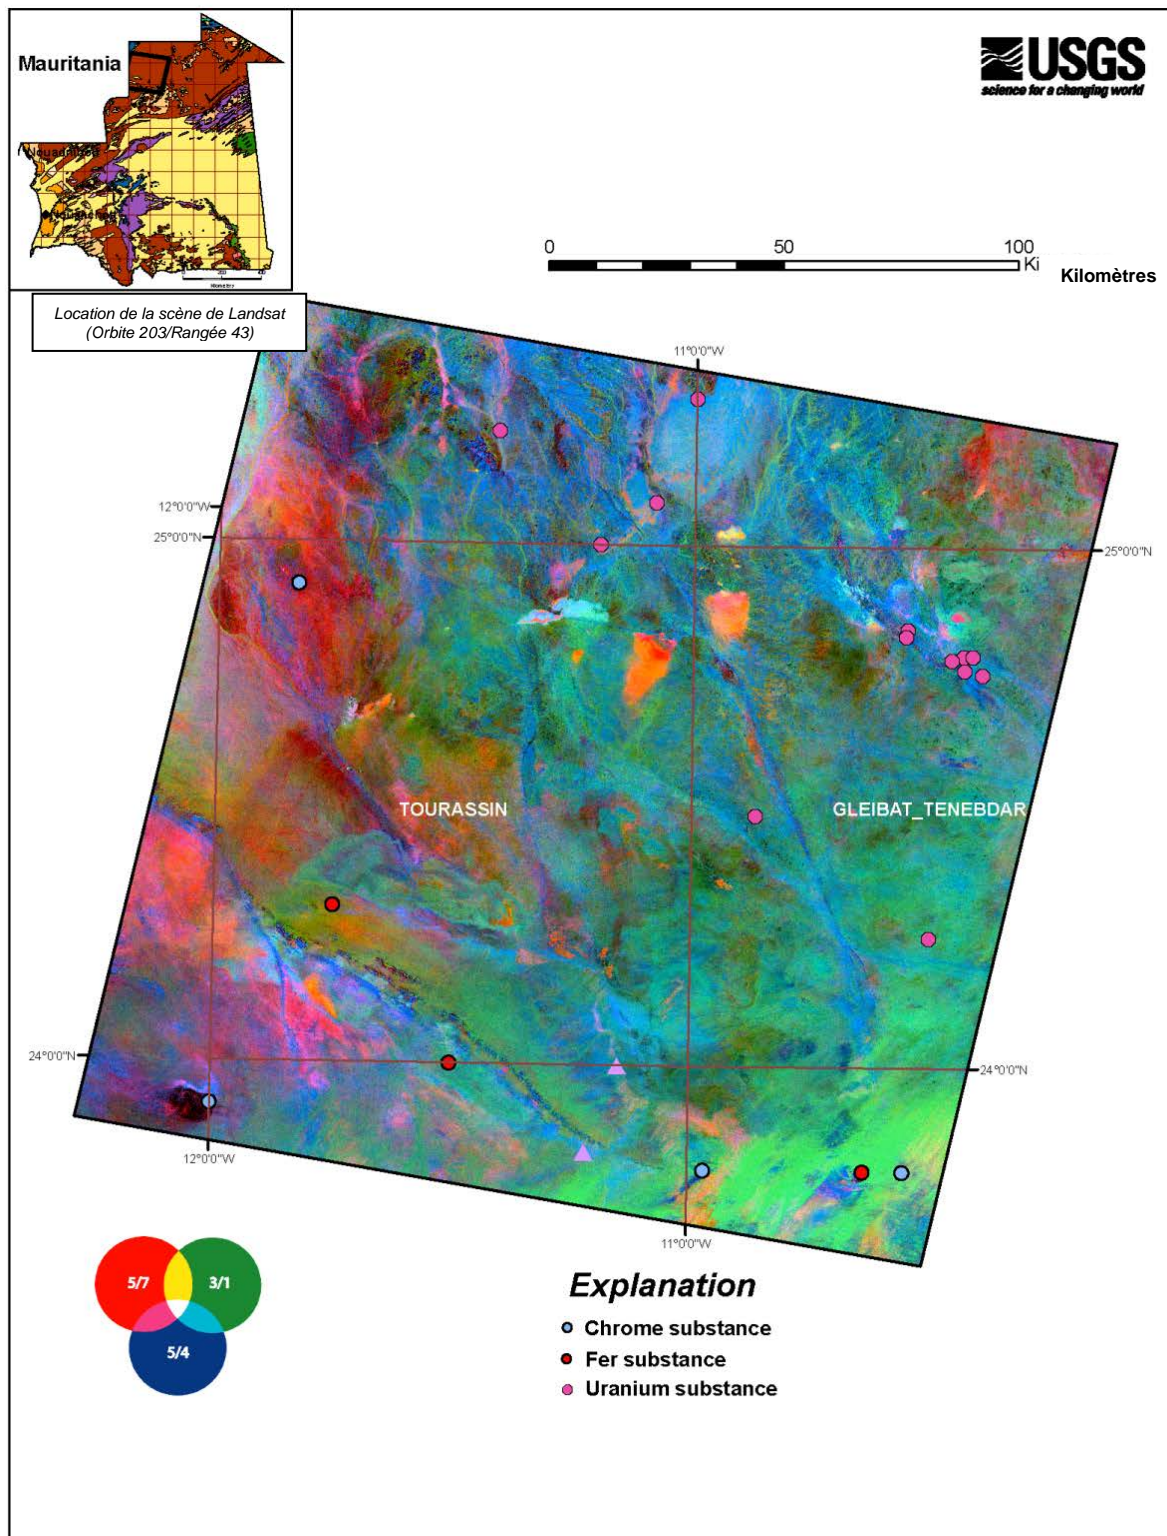 Mauritania
Nouadhibou
Nouakchott
USGS
science for a changing world
0 50 100
Ki
Kilomètres
Location de la scène de Landsat
(Orbite 203/Rangée 43)
11°0'0"W
12°0'0"W
25°0'0"N
25°0'0"N
TOURASSIN
GLEIBAT_TENEBDAR
24°0'0"N
24°0'0"N
12°0'0"W
11°0'0"W
5/7
3/1
5/4
Explanation
Chrome substance
Fer substance
Uranium substance